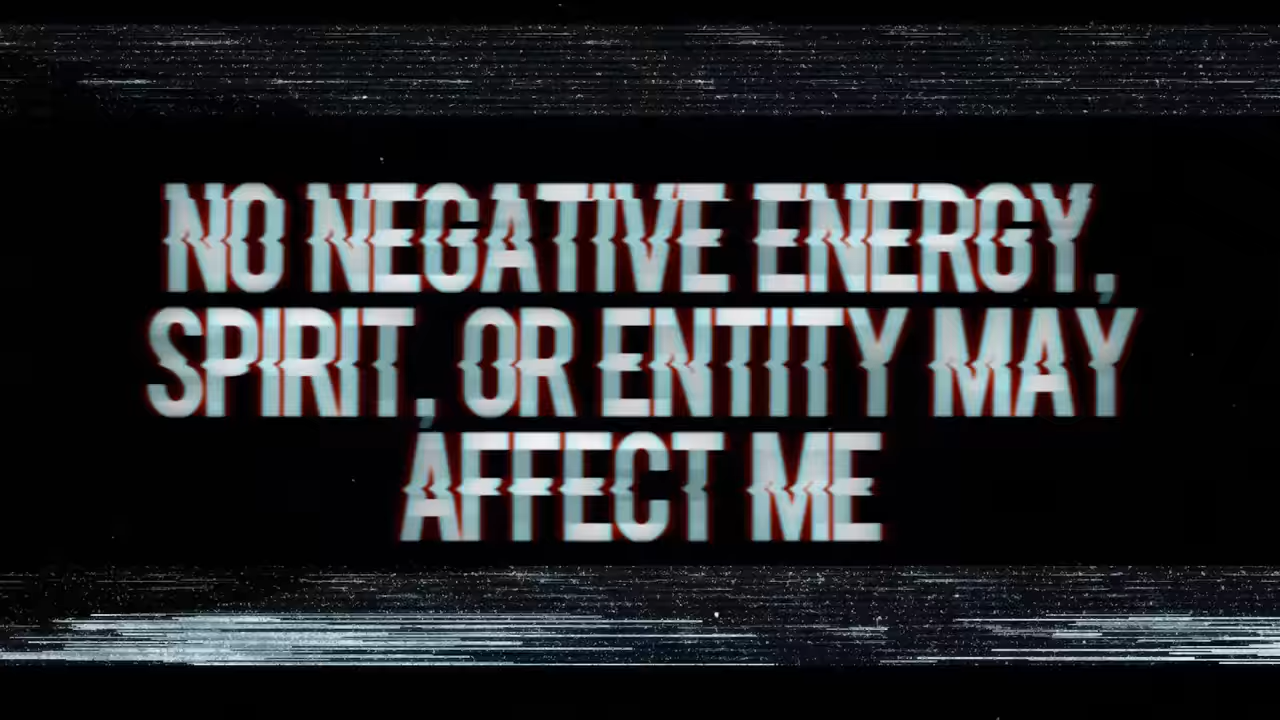 NO NEGATIVE ENERGY,
SPIRIT, OR ENTITY MAY
AFFECT ME